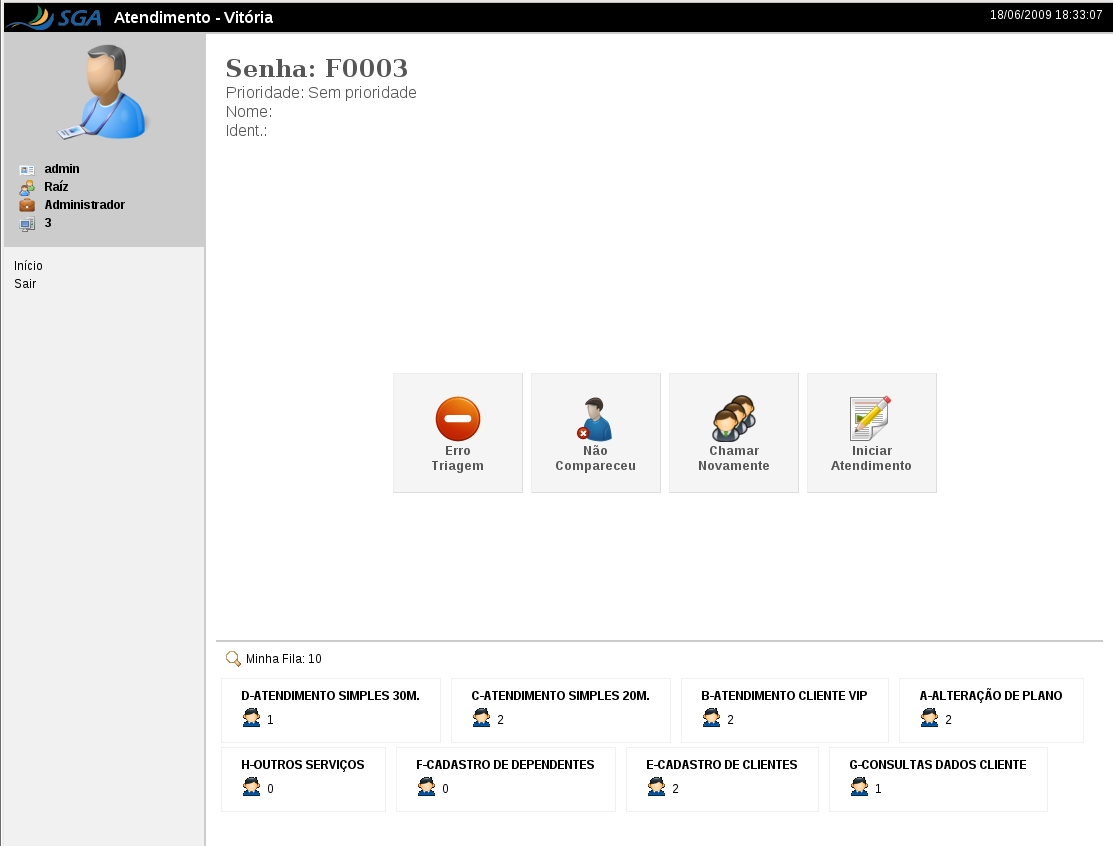 SGA Atendimento - Vitória
18/06/2009 18:33:07
admin
Raíz
Administrador
3
Início
Sair
Senha: F0003
Prioridade: Sem prioridade
Nome:
Ident.:
Erro
Triagem
Não
Compareceu
Chamar
Novamente
Iniciar
Atendimento
Minha Fila: 10
D-ATENDIMENTO SIMPLES 30M.
1
C-ATENDIMENTO SIMPLES 20M.
2
B-ATENDIMENTO CLIENTE VIP
2
A-ALTERAÇÃO DE PLANO
2
H-OUTROS SERVIÇOS
0
F-CADASTRO DE DEPENDENTES
0
E-CADASTRO DE CLIENTES
2
G-CONSULTAS DADOS CLIENTE
1